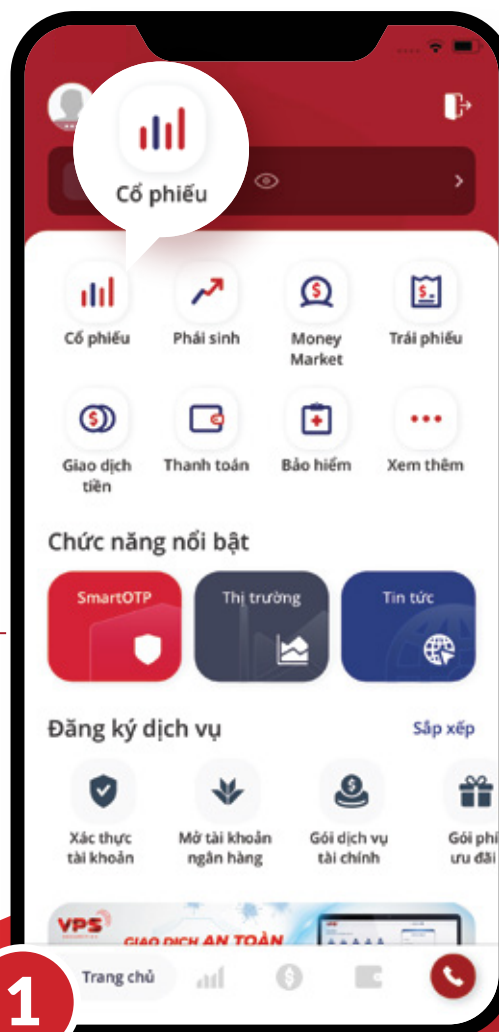 Cổ phiếu
Cổ phiếu Phái sinh Money Market Trái phiếu
Giao dịch tiền Thanh toán Bảo hiểm Xem thêm
Chức năng nổi bật
SmartOTP Thị trường Tin tức
Đăng ký dịch vụ Sắp xếp
Xác thực tài khoản Mở tài khoản ngân hàng Gói dịch vụ tài chính Gói phí ưu đãi
VPS
GIAO DỊCH AN TOÀN
Trang chủ
1